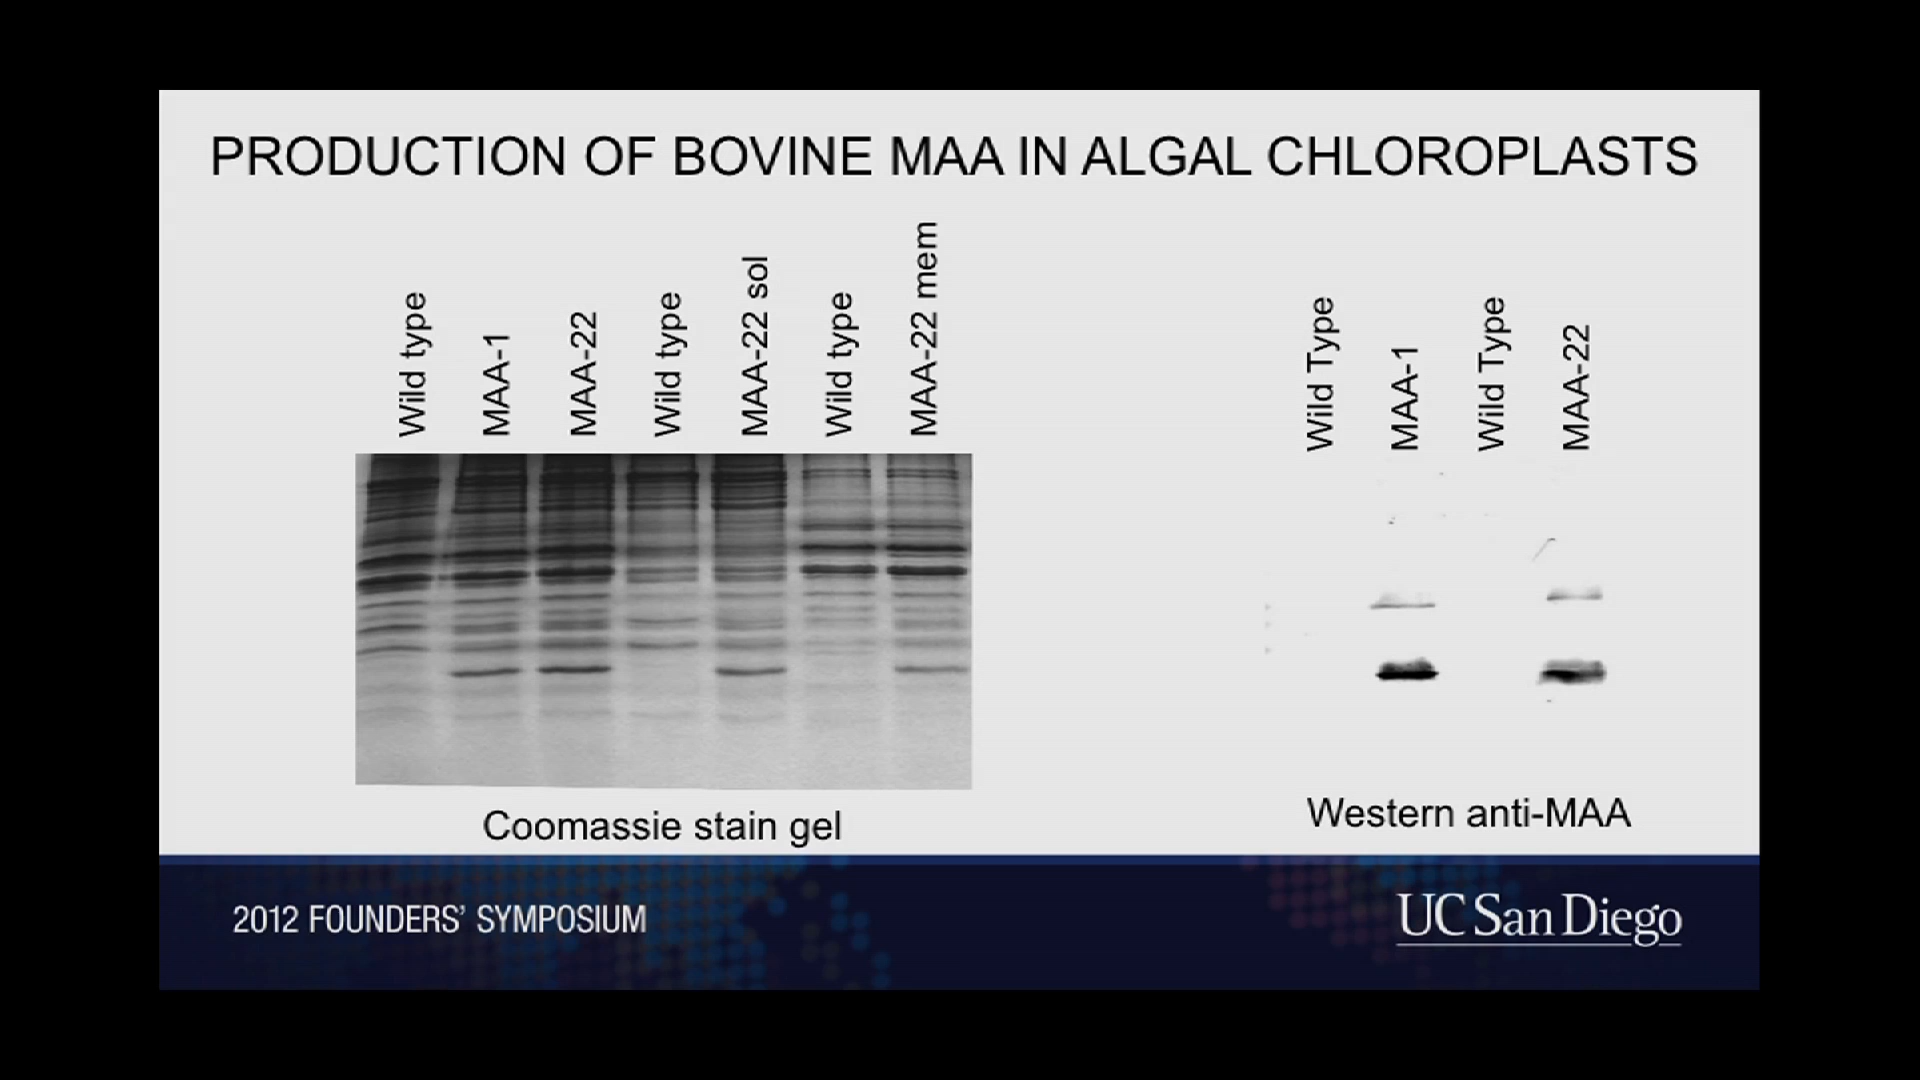 PRODUCTION OF BOVINE MAA IN ALGAL CHLOROPLASTS
Wild type
MAA-1
MAA-22
Wild type
MAA-22 sol
Wild type
MAA-22 mem
Wild Type
MAA-1
Wild Type
MAA-22
Coomassie stain gel
Western anti-MAA
2012 FOUNDERS’ SYMPOSIUM
UC San Diego